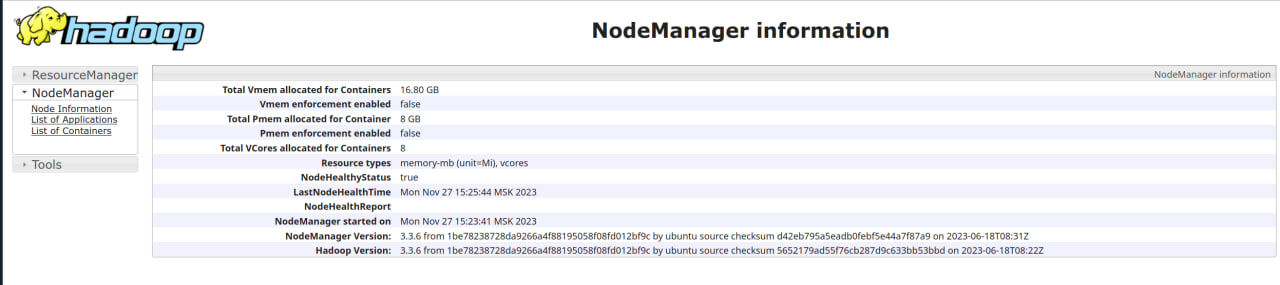 hadoop
NodeManager information
ResourceManager
NodeManager
Node Information
List of Applications
List of Containers
Tools
NodeManager information
Total Vmem allocated for Containers 16.80 GB
Vmem enforcement enabled false
Total Pmem allocated for Container 8 GB
Pmem enforcement enabled false
Total VCores allocated for Containers 8
Resource types memory-mb (unit=Mi), vcores
NodeHealthyStatus true
LastNodeHealthTime Mon Nov 27 15:25:44 MSK 2023
NodeHealthReport
NodeManager started on Mon Nov 27 15:23:41 MSK 2023
NodeManager Version: 3.3.6 from 1be78238728da9266a4f88195058f08fd012bf9c by ubuntu source checksum d42eb795a5eadb0febf5e44a7f87a9 on 2023-06-18T08:31Z
Hadoop Version: 3.3.6 from 1be78238728da9266a4f88195058f08fd012bf9c by ubuntu source checksum 5652179ad55f76cb287d9c633bb53bbd on 2023-06-18T08:22Z